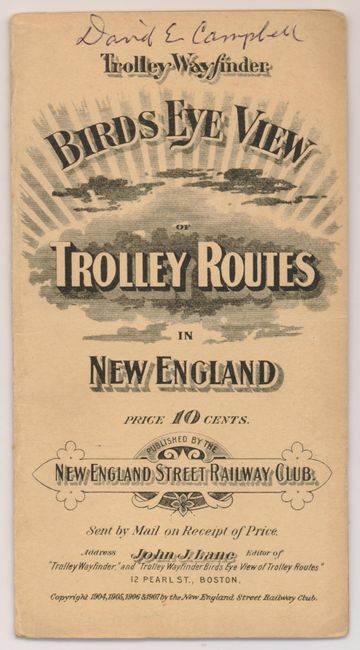 David E. Campbell
Trolley Wayfinder
BIRDS EYE VIEW
OF
TROLLEY ROUTES
IN
NEW ENGLAND
PRICE 10 CENTS.
PUBLISHED BY THE
NEW ENGLAND STREET RAILWAY CLUB.
Sent by Mail on Receipt of Price.
Address John J. Lane Editor of
"Trolley Wayfinder," and "Trolley Wayfinder Birds Eye View of Trolley Routes"
12 PEARL ST., BOSTON.
Copyright 1904, 1905, 1906 & 1907 by the New England Street Railway Club.